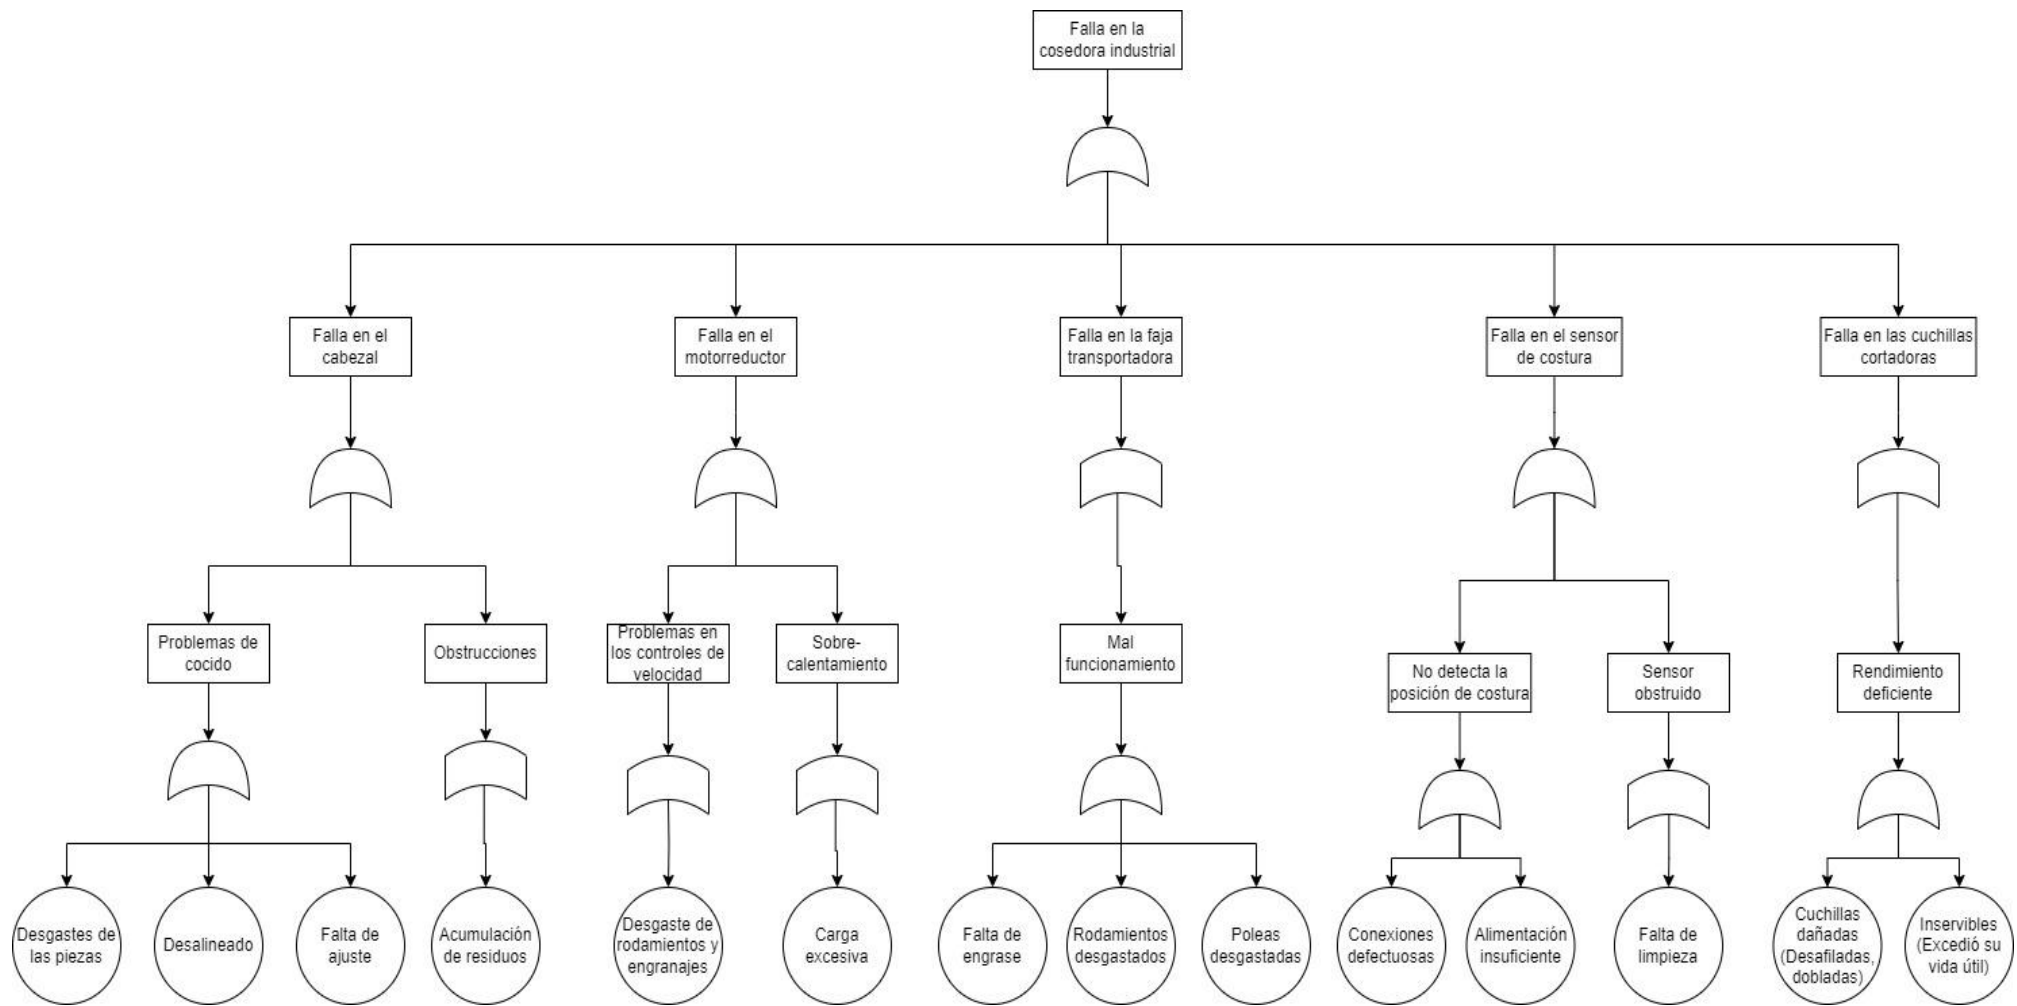 Falla en la
cosedora industrial
Falla en el
cabezal
Falla en el
motorreductor
Falla en la faja
transportadora
Falla en el sensor
de costura
Falla en las cuchillas
cortadoras
Problemas de
cocido
Obstrucciones
Problemas en
los controles de
velocidad
Sobre-
calentamiento
Mal
funcionamiento
No detecta la
posición de costura
Sensor
obstruido
Rendimiento
deficiente
Desgastes de
las piezas
Desalineado
Falta de
ajuste
Acumulación
de residuos
Desgaste de
rodamientos y
engranajes
Carga
excesiva
Falta de
engrase
Rodamientos
desgastados
Poleas
desgastadas
Conexiones
defectuosas
Alimentación
insuficiente
Falta de
limpieza
Cuchillas
dañadas
(Desafiladas,
dobladas)
Inservibles
(Excedió su
vida útil)